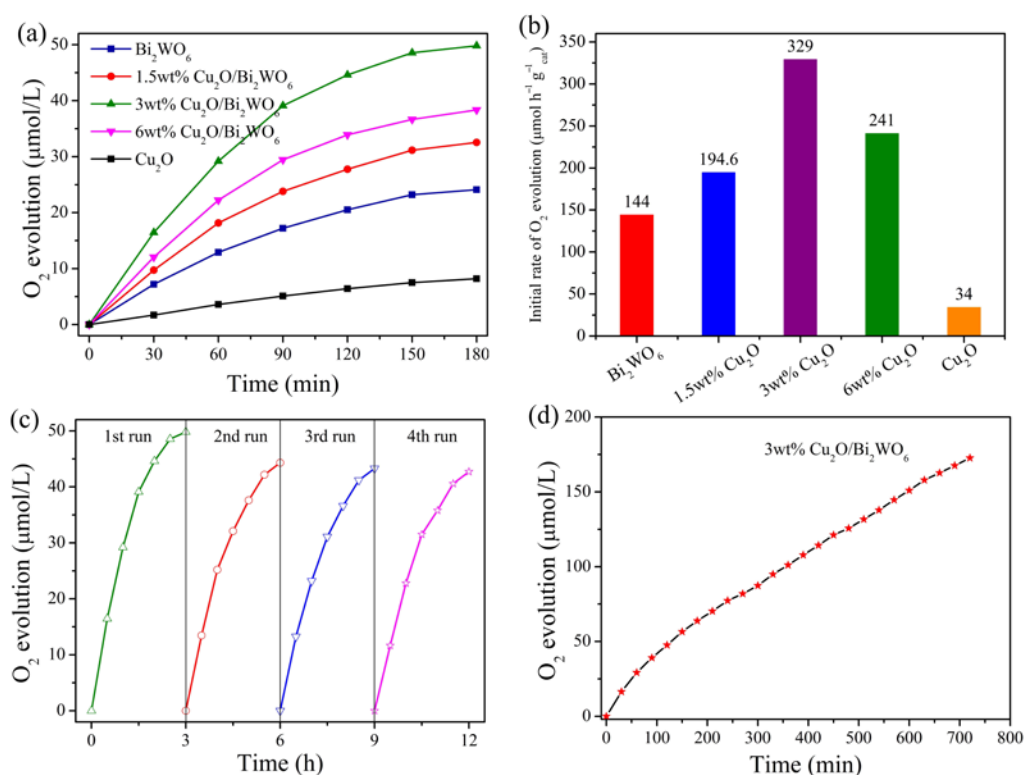 (a)
O₂ evolution (μmol/L)
50
40
30
20
10
0
Bi₂WO₆
1.5wt% Cu₂O/Bi₂WO₆
3wt% Cu₂O/Bi₂WO₆
6wt% Cu₂O/Bi₂WO₆
Cu₂O
0 30 60 90 120 150 180
Time (min)
(b)
Initial rate of O₂ evolution (μmol h⁻¹ g⁻¹cat)
350
300
250
200
150
100
50
0
144
194.6
329
241
34
Bi₂WO₆
1.5wt% Cu₂O
3wt% Cu₂O
6wt% Cu₂O
Cu₂O
(c)
O₂ evolution (μmol/L)
50
40
30
20
10
0
1st run 2nd run 3rd run 4th run
0 3 6 9 12
Time (h)
(d)
O₂ evolution (μmol/L)
200
150
100
50
0
3wt% Cu₂O/Bi₂WO₆
0 100 200 300 400 500 600 700 800
Time (min)